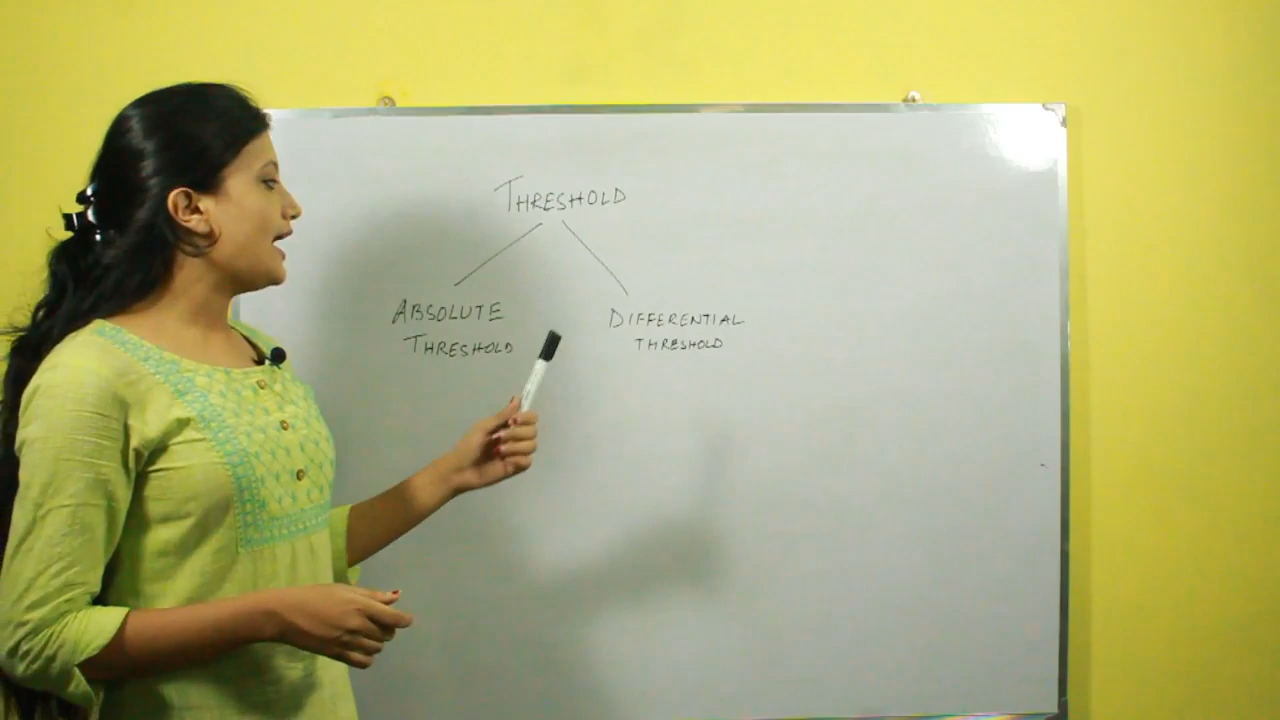 THRESHOLD
ABSOLUTE
THRESHOLD
DIFFERENTIAL
THRESHOLD